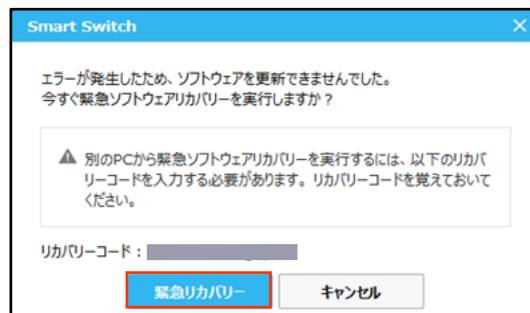 Smart Switch
エラーが発生したため、ソフトウェアを更新できませんでした。
今すぐ緊急ソフトウェアリカバリーを実行しますか？
別のPCから緊急ソフトウェアリカバリーを実行するには、以下のリカバ
リーコードを入力する必要があります。リカバリーコードを覚えておいて
ください。
リカバリーコード：
緊急リカバリー キャンセル